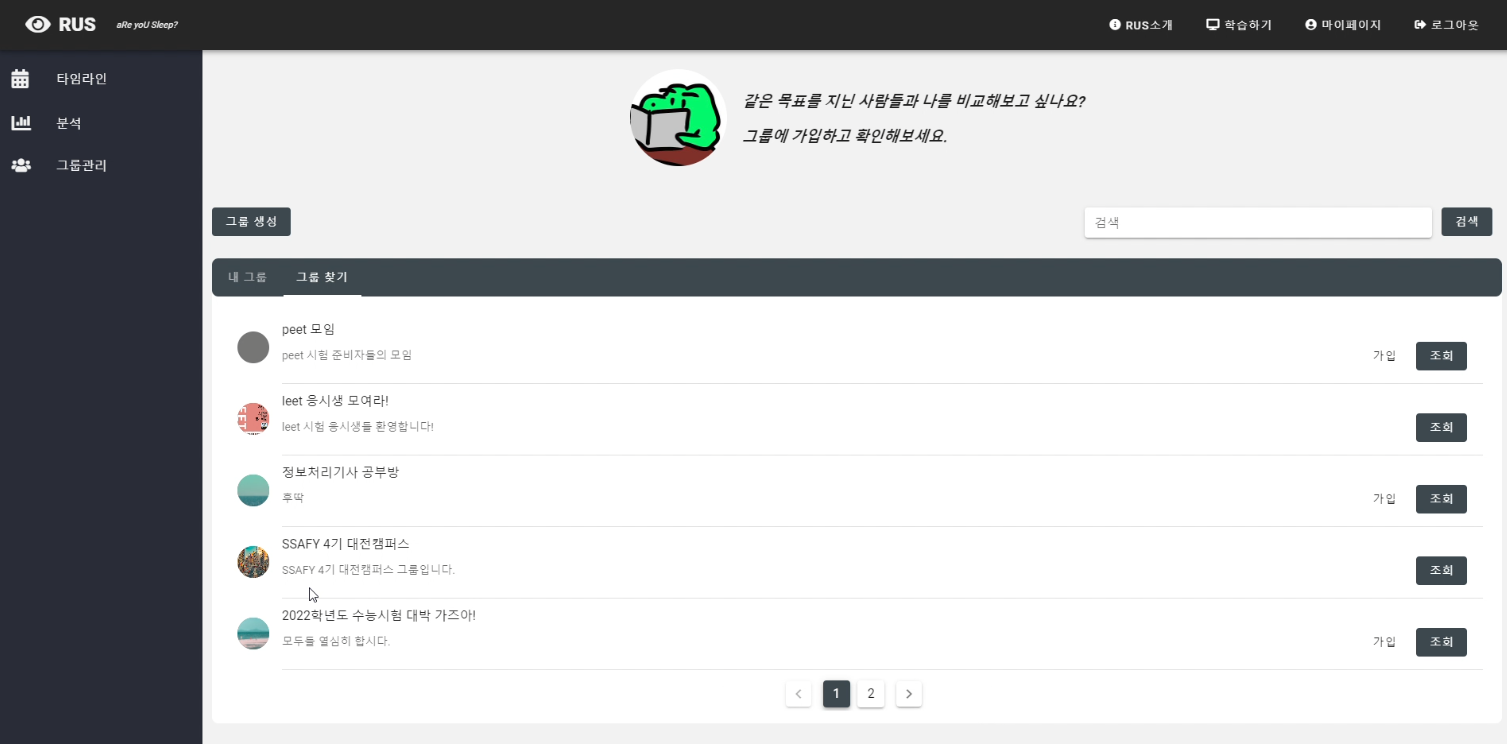 RUS
aRe yoU Sleep?
RUS소개
학습하기
마이페이지
로그아웃
타임라인
분석
그룹관리
같은 목표를 지닌 사람들과 나를 비교해보고 싶나요?
그룹에 가입하고 확인해보세요.
그룹 생성
검색
검색
내 그룹
그룹 찾기
peet 모임
peet 시험 준비자들의 모임
가입
조회
leet 응시생 모여라!
leet 시험 응시생들 환영합니다!
조회
정보처리기사 공부방
후딱
가입
조회
SSAFY 4기 대전캠퍼스
SSAFY 4기 대전캠퍼스 그룹입니다.
조회
2022학년도 수능시험 대박 가즈아!
모두들 열심히 합시다.
가입
조회
1
2